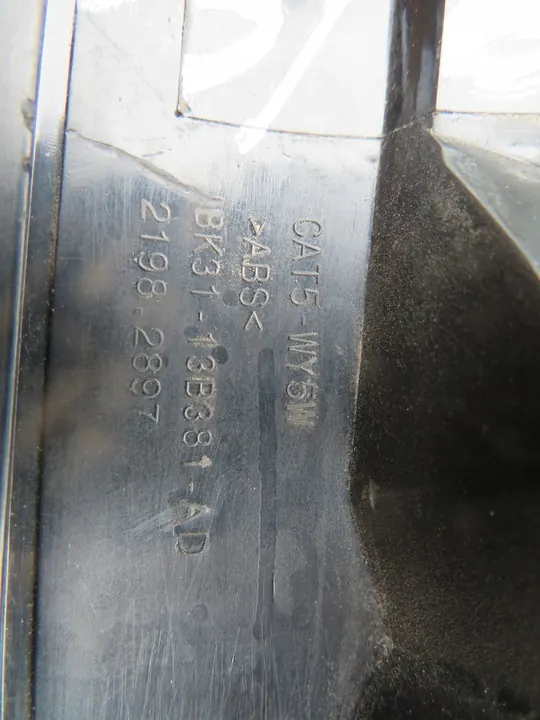 CAT5-WY5W
>ABS<
BK31-13B381-AD
2198.2897